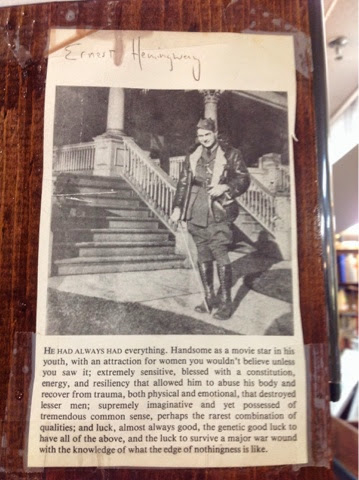 Ernest Hemingway
HE HAD ALWAYS HAD everything. Handsome as a movie star in his
youth, with an attraction for women you wouldn't believe unless
you saw it; extremely sensitive, blessed with a constitution,
energy, and resiliency that allowed him to abuse his body and
recover from trauma, both physical and emotional, that destroyed
lesser men; supremely imaginative and yet possessed of
tremendous common sense, perhaps the rarest combination of
qualities; and luck, almost always good, the genetic good luck to
have all of the above, and the luck to survive a major war wound
with the knowledge of what the edge of nothingness is like.